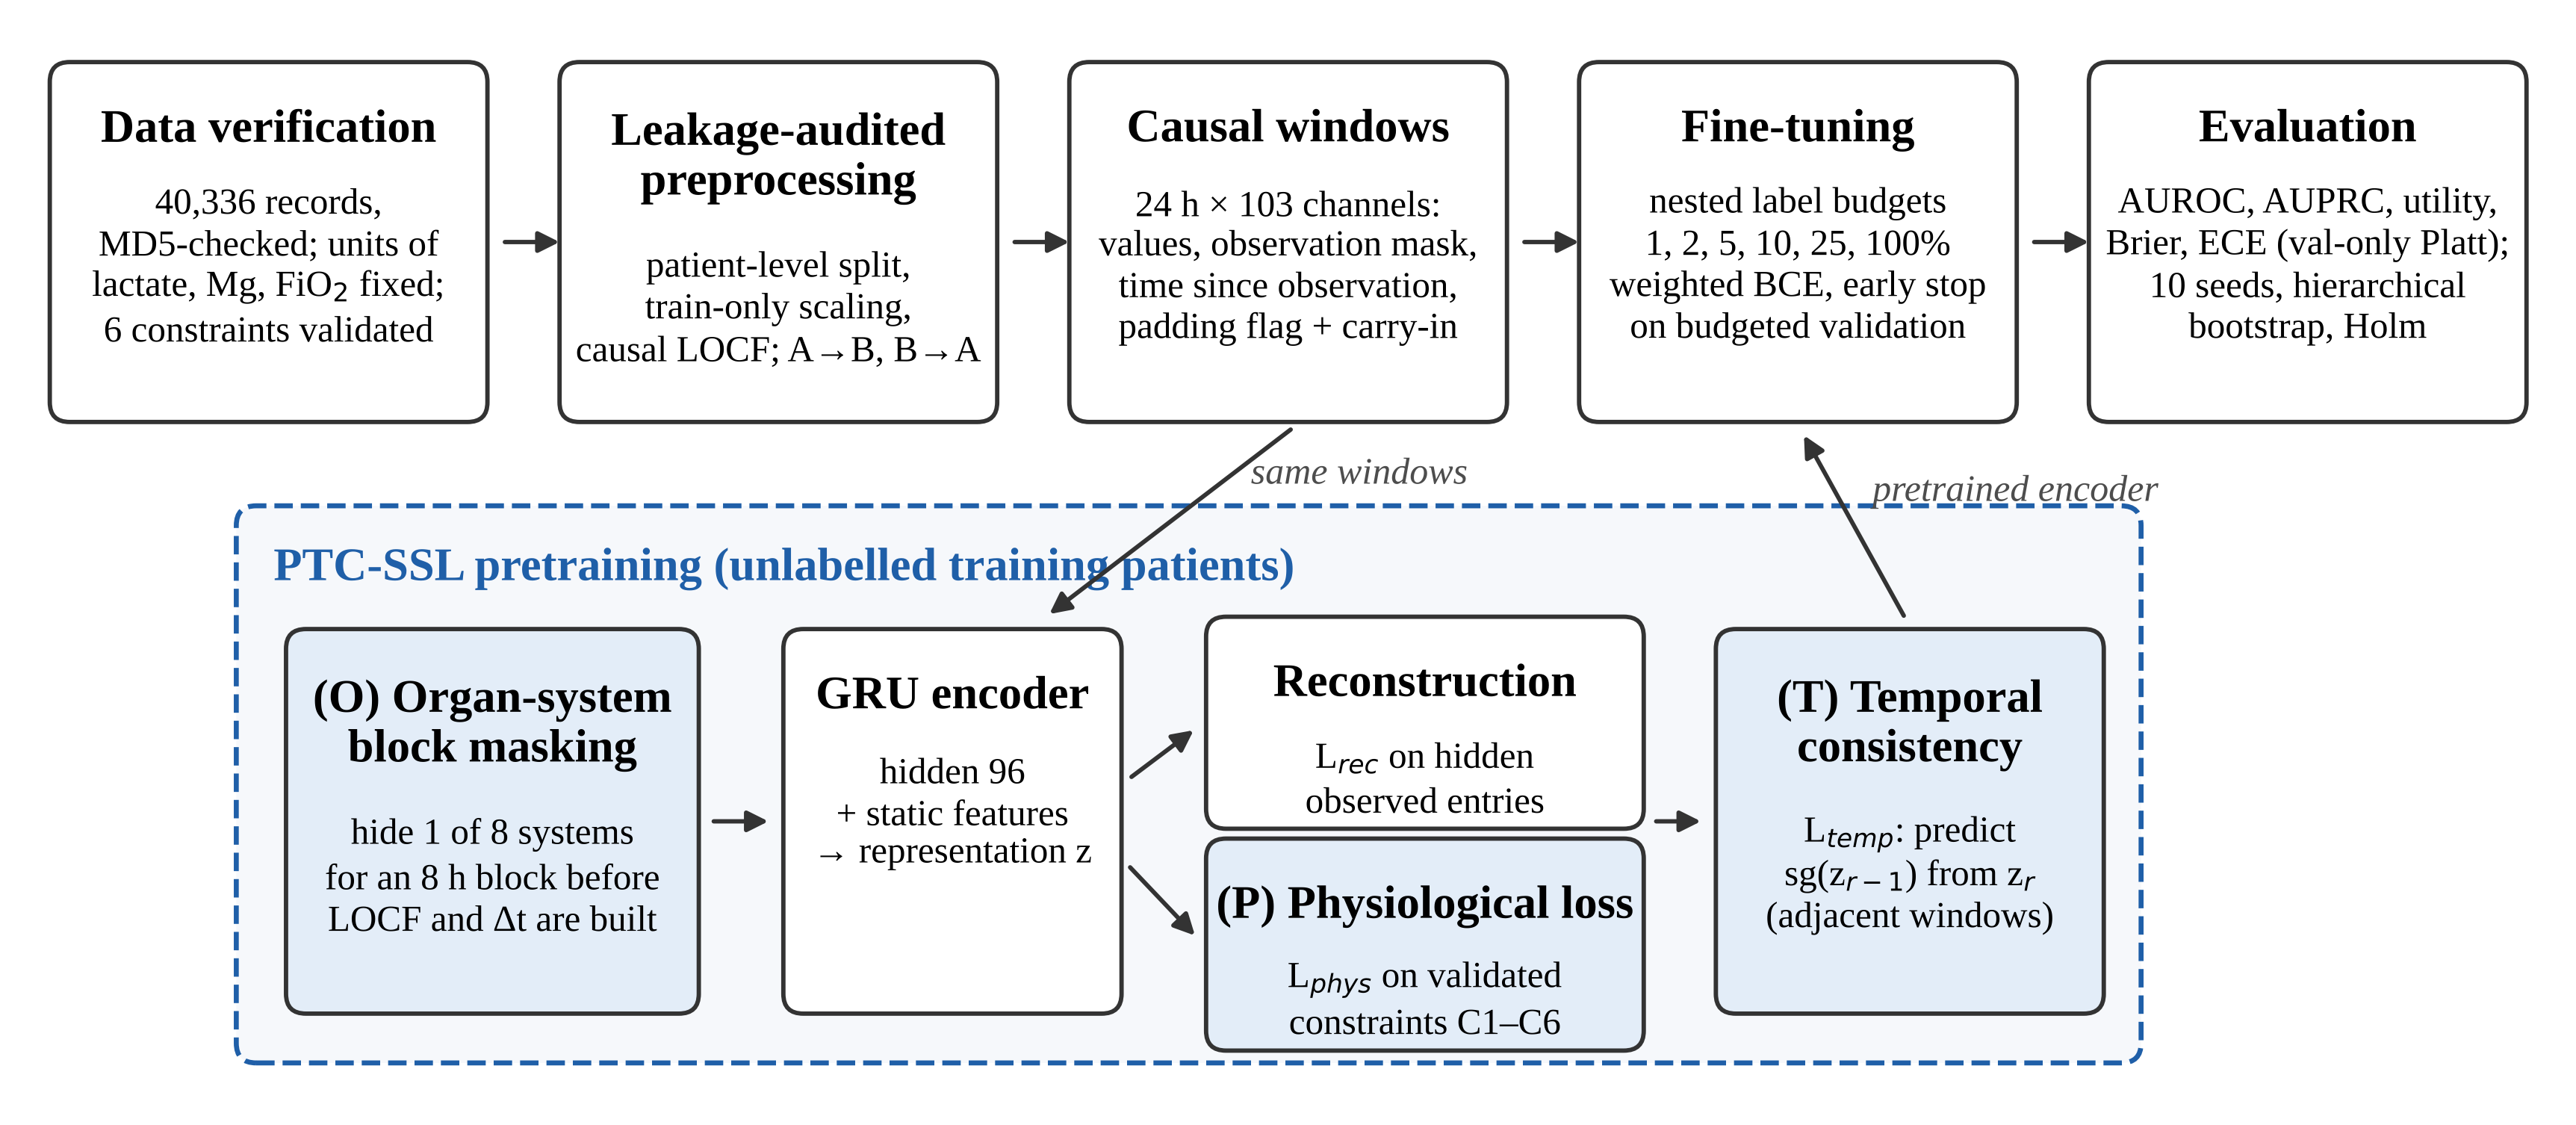 Data verification
40,336 records,
MD5-checked; units of
lactate, Mg, FiO₂ fixed;
6 constraints validated
Leakage-audited
preprocessing
patient-level split,
train-only scaling,
causal LOCF; A→B, B→A
Causal windows
24 h × 103 channels:
values, observation mask,
time since observation,
padding flag + carry-in
Fine-tuning
nested label budgets
1, 2, 5, 10, 25, 100%
weighted BCE, early stop
on budgeted validation
Evaluation
AUROC, AUPRC, utility,
Brier, ECE (val-only Platt);
10 seeds, hierarchical
bootstrap, Holm
same windows
pretrained encoder
PTC-SSL pretraining (unlabelled training patients)
(O) Organ-system
block masking
hide 1 of 8 systems
for an 8 h block before
LOCF and Δt are built
GRU encoder
hidden 96
+ static features
→ representation z
Reconstruction
L_rec on hidden
observed entries
(P) Physiological loss
L_phys on validated
constraints C1–C6
(T) Temporal
consistency
L_temp: predict
sg(z_{r−1}) from z_r
(adjacent windows)